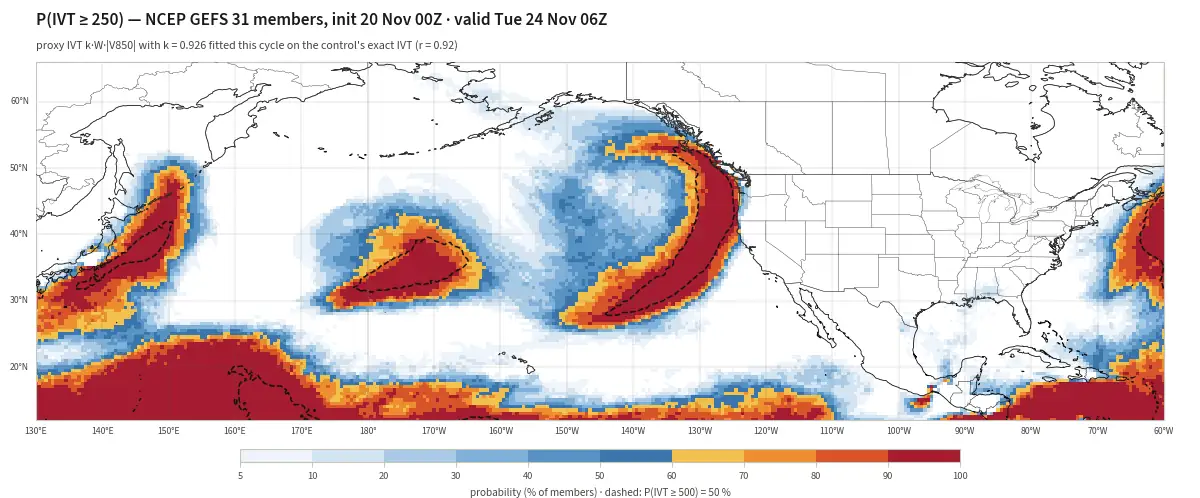 P(IVT ≥ 250) — NCEP GEFS 31 members, init 20 Nov 00Z · valid Tue 24 Nov 06Z
proxy IVT k·W·|V850| with k = 0.926 fitted this cycle on the control's exact IVT (r = 0.92)
60°N
50°N
40°N
30°N
20°N
130°E 140°E 150°E 160°E 170°E 180° 170°W 160°W 150°W 140°W 130°W 120°W 110°W 100°W 90°W 80°W 70°W 60°W
5 10 20 30 40 50 60 70 80 90 100
probability (% of members) · dashed: P(IVT ≥ 500) = 50 %